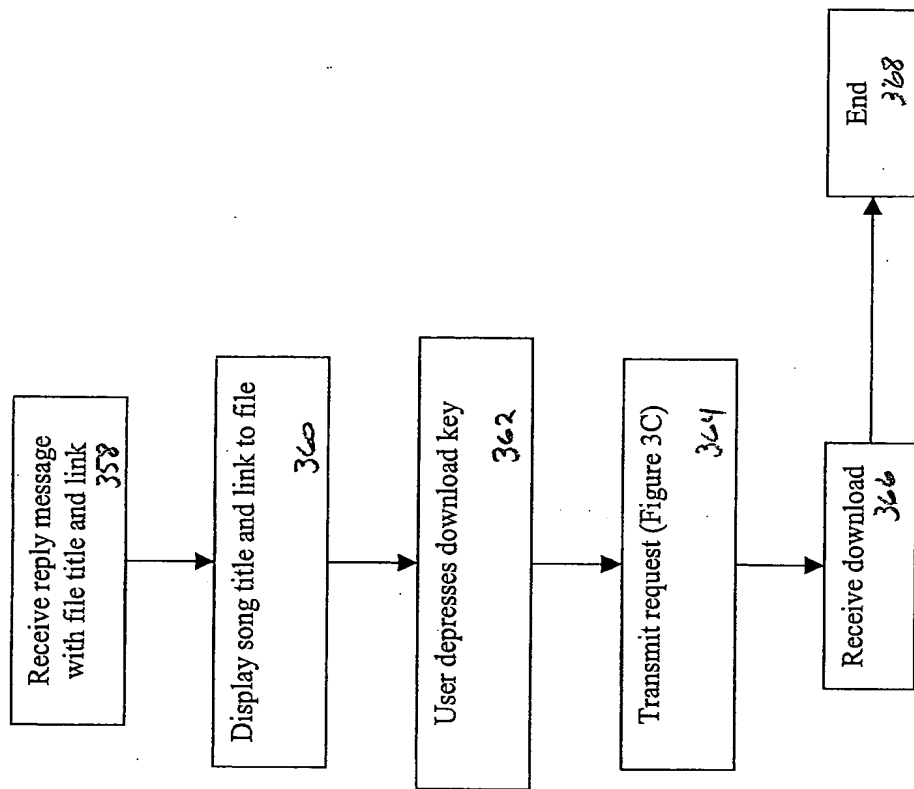 Receive reply message
with file title and link
358
Display song title and link to file
360
User depresses download key
362
Transmit request (Figure 3C)
364
Receive download
366
End
368